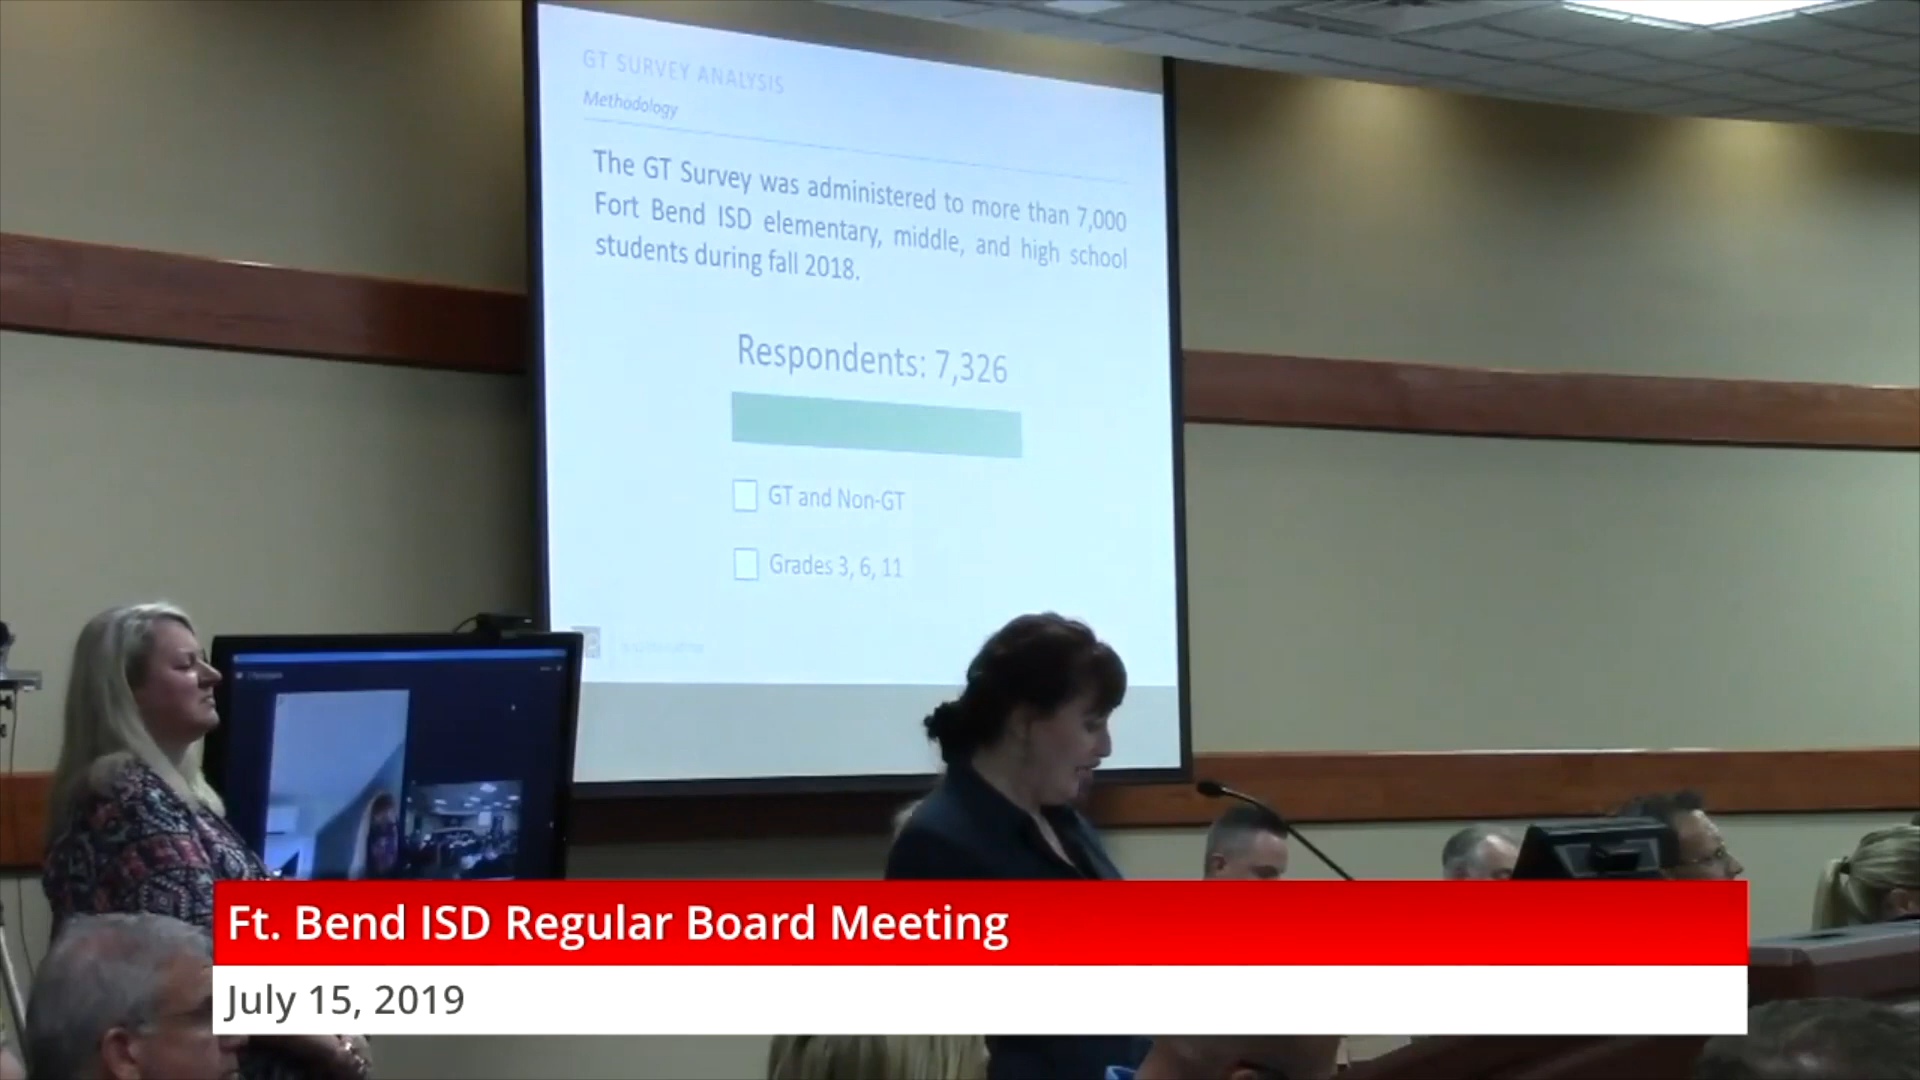 GT SURVEY ANALYSIS
Methodology
The GT Survey was administered to more than 7,000
Fort Bend ISD elementary, middle, and high school
students during fall 2018.
Respondents: 7,326
GT and Non-GT
Grades 3, 6, 11
Ft. Bend ISD Regular Board Meeting
July 15, 2019